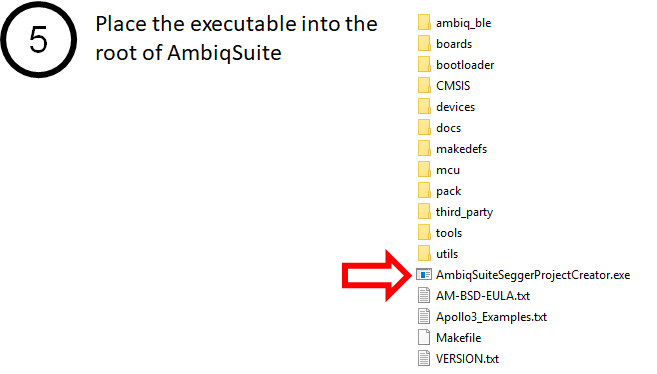 5
Place the executable into the
root of AmbiqSuite
ambiq_ble
boards
bootloader
CMSIS
devices
docs
makedefs
mcu
pack
third_party
tools
utils
AmbiqSuiteSeggerProjectCreator.exe
AM-BSD-EULA.txt
Apollo3_Examples.txt
Makefile
VERSION.txt